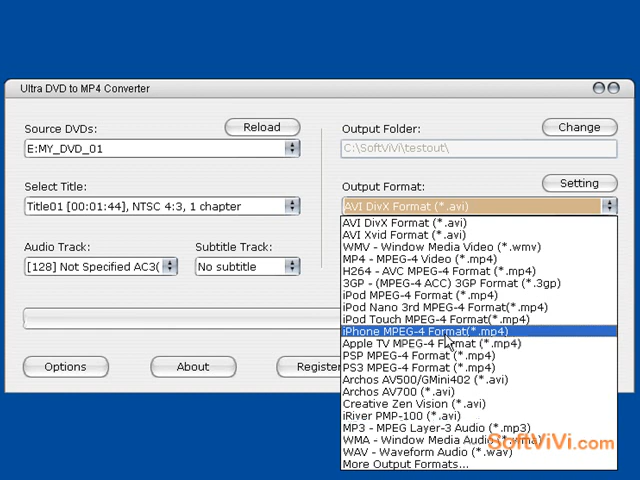 Ultra DVD to MP4 Converter
Source DVDs:
Reload
E:MY_DVD_01
Select Title:
Title01 [00:01:44], NTSC 4:3, 1 chapter
Audio Track:
Subtitle Track:
[128] Not Specified AC3(
No subtitle
Options
About
Register
Output Folder:
Change
C:\SoftViVi\testout\
Output Format:
Setting
AVI DivX Format (*.avi)
AVI DivX Format (*.avi)
AVI Xvid Format (*.avi)
WMV - Window Media Video (*.wmv)
MP4 - MPEG-4 Video (*.mp4)
H264 - AVC MPEG-4 Format (*.mp4)
3GP - (MPEG-4 ACC) 3GP Format (*.3gp)
iPod MPEG-4 Format (*.mp4)
iPod Nano 3rd MPEG-4 Format (*.mp4)
iPod Touch MPEG-4 Format(*.mp4)
iPhone MPEG-4 Format(*.mp4)
Apple TV MPEG-4 Format (*.mp4)
PSP MPEG-4 Format (*.mp4)
PS3 MPEG-4 Format (*.mp4)
Archos AV500/GMini402 (*.avi)
Archos AV700 (*.avi)
Creative Zen Vision (*.avi)
iRiver PMP-100 (*.avi)
MP3 - MPEG Layer-3 Audio (*.mp3)
WMA - Window Media Audio (*.wma)
WAV - Waveform Audio (*.wav)
More Output Formats...
SoftViVi.com